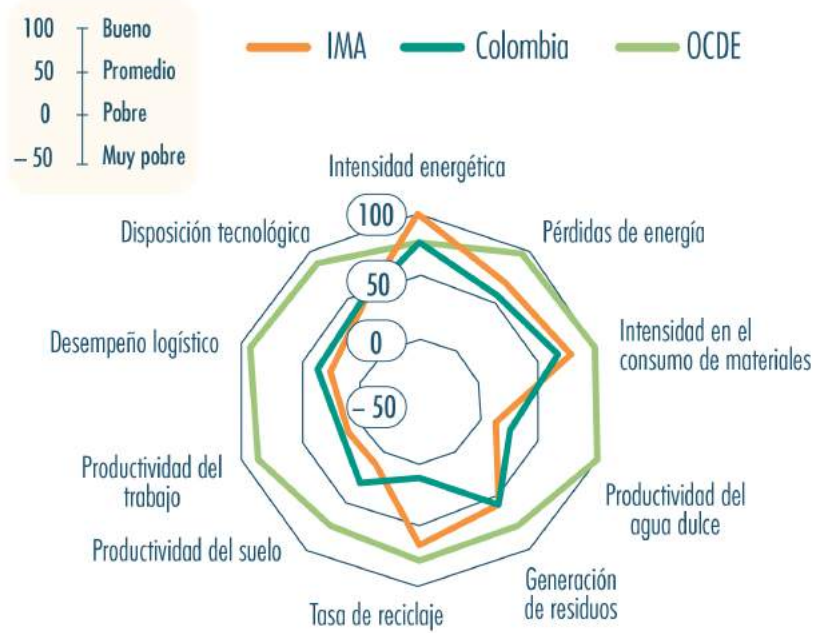 100 Bueno
50 Promedio
0 Pobre
– 50 Muy pobre
IMA Colombia OCDE
Intensidad energética
Pérdidas de energía
Intensidad en el
consumo de materiales
Productividad del
agua dulce
Generación
de residuos
Tasa de reciclaje
Productividad del suelo
Productividad del
trabajo
Desempeño logístico
Disposición tecnológica
100
50
0
– 50